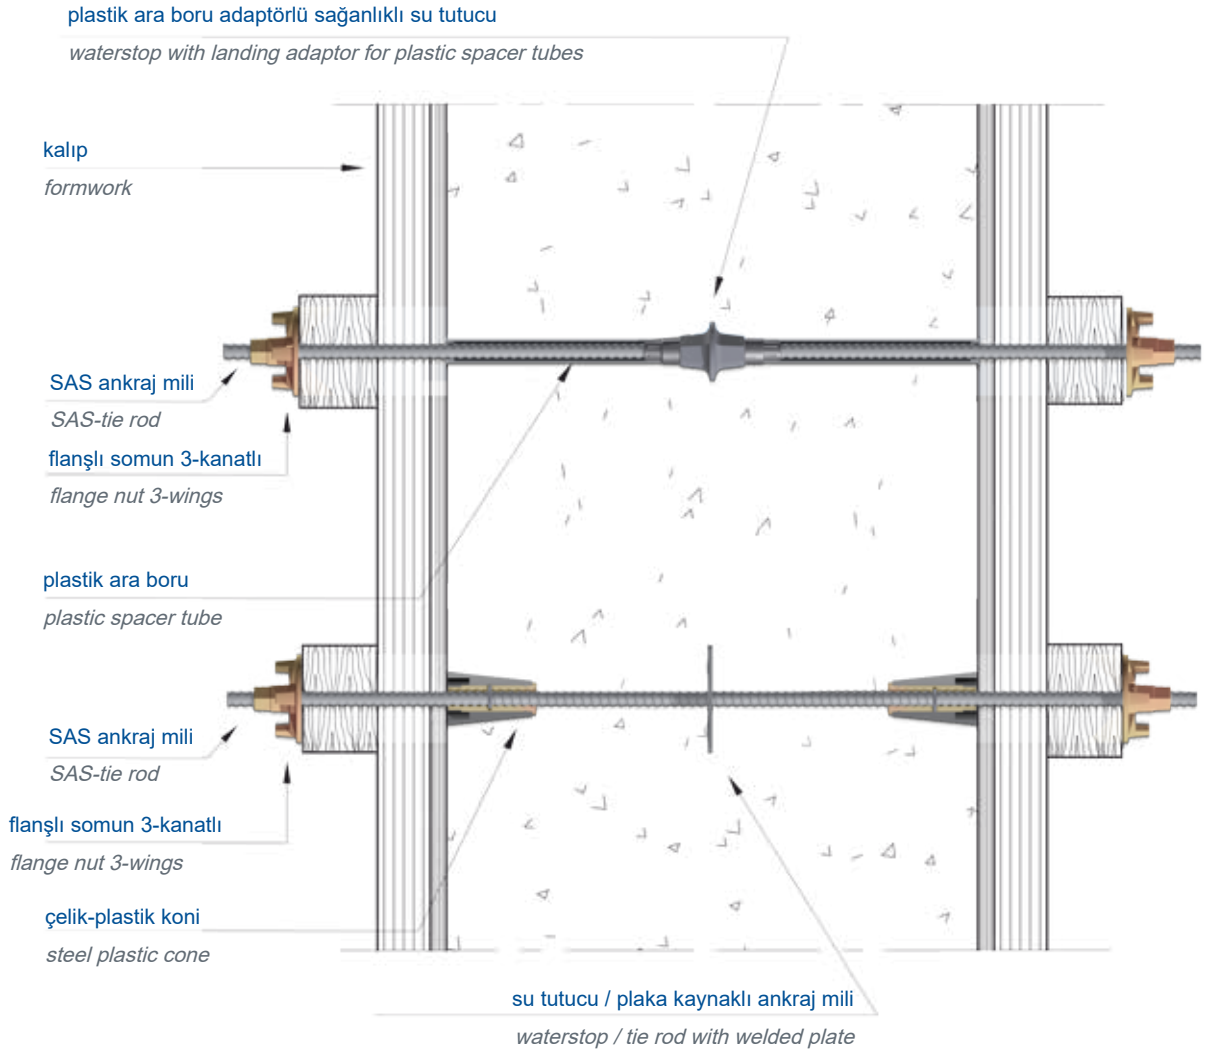 plastik ara boru adaptörlü sağanlıklı su tutucu
waterstop with landing adaptor for plastic spacer tubes
kalıp
formwork
SAS ankraj mili
SAS-tie rod
flanşlı somun 3-kanatlı
flange nut 3-wings
plastik ara boru
plastic spacer tube
SAS ankraj mili
SAS-tie rod
flanşlı somun 3-kanatlı
flange nut 3-wings
çelik-plastik koni
steel plastic cone
su tutucu / plaka kaynaklı ankraj mili
waterstop / tie rod with welded plate